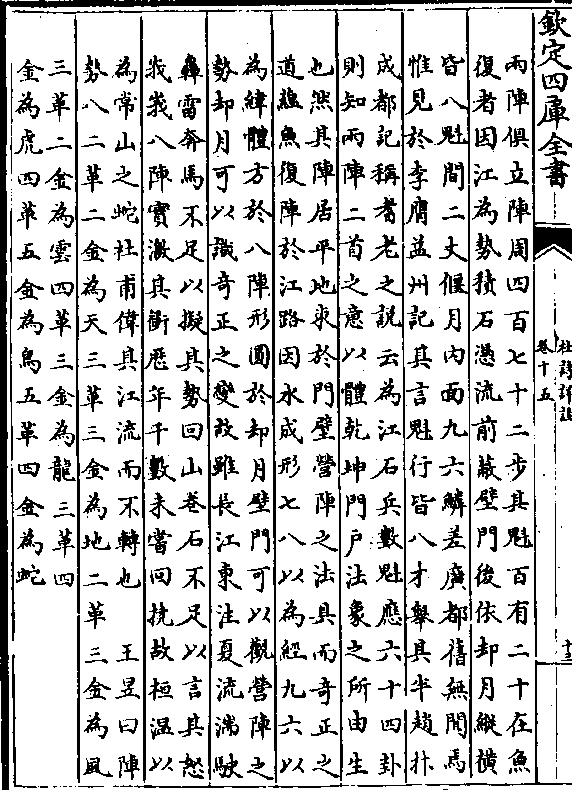 欽定四庫全書
杜詩詳註
卷十五
兩陣俱立陣周四百七十二步其魁百有二十在魚
復者因江為勢積石憑流前蔽壁門後依却月縱橫
皆八魁間二丈偃月内面九六鱗差廣都舊無聞焉
惟見於李膺益州記其言魁行皆八才舉其半趙抃
成都記稱耆老之說云為江石兵數魁應六十四卦
則知兩陣二首之意以體乾坤門戶法象之所由生
也然其陣居平地束於門壁營陣之法具而奇正之
道蘊魚復陣於江路因水成形七八以為經九六以
為緯體方於八陣形圓於却月壁門可以觀營陣之
勢却月可以識奇正之變故雖長江東注夏流湍駛
轟雷奔馬不足以擬其勢回山卷石不足以言其怒
峩峩八陣實激其衝歷年千數未嘗回撓故桓温以
為常山之蛇杜甫偉其江流而不轉也 王昱曰陣
勢八二革二金為天三革三金為地二革三金為風
三革二金為雲四革三金為龍三革四
金為虎四革五金為鳥五革四金為蛇